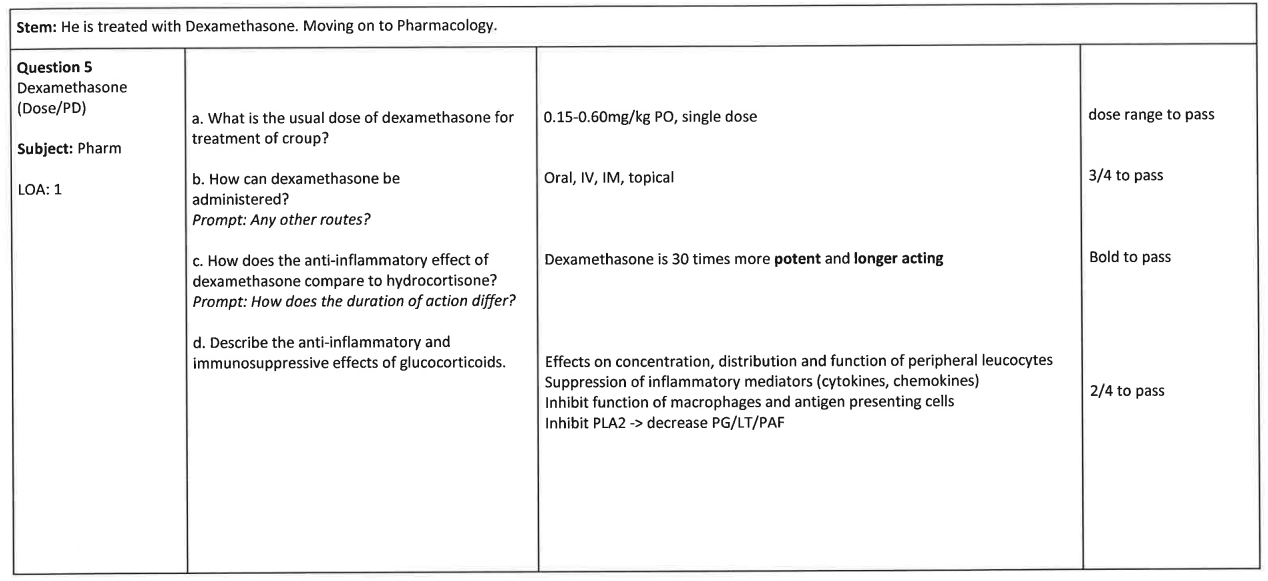 Stem: He is treated with Dexamethasone. Moving on to Pharmacology.
Question 5
Dexamethasone
(Dose/PD)
Subject: Pharm
LOA: 1
a. What is the usual dose of dexamethasone for
treatment of croup?
0.15-0.60mg/kg PO, single dose
dose range to pass
b. How can dexamethasone be
administered?
Prompt: Any other routes?
Oral, IV, IM, topical
3/4 to pass
c. How does the anti-inflammatory effect of
dexamethasone compare to hydrocortisone?
Prompt: How does the duration of action differ?
Dexamethasone is 30 times more potent and longer acting
Bold to pass
d. Describe the anti-inflammatory and
immunosuppressive effects of glucocorticoids.
Effects on concentration, distribution and function of peripheral leucocytes
Suppression of inflammatory mediators (cytokines, chemokines)
Inhibit function of macrophages and antigen presenting cells
Inhibit PLA2 -> decrease PG/LT/PAF
2/4 to pass